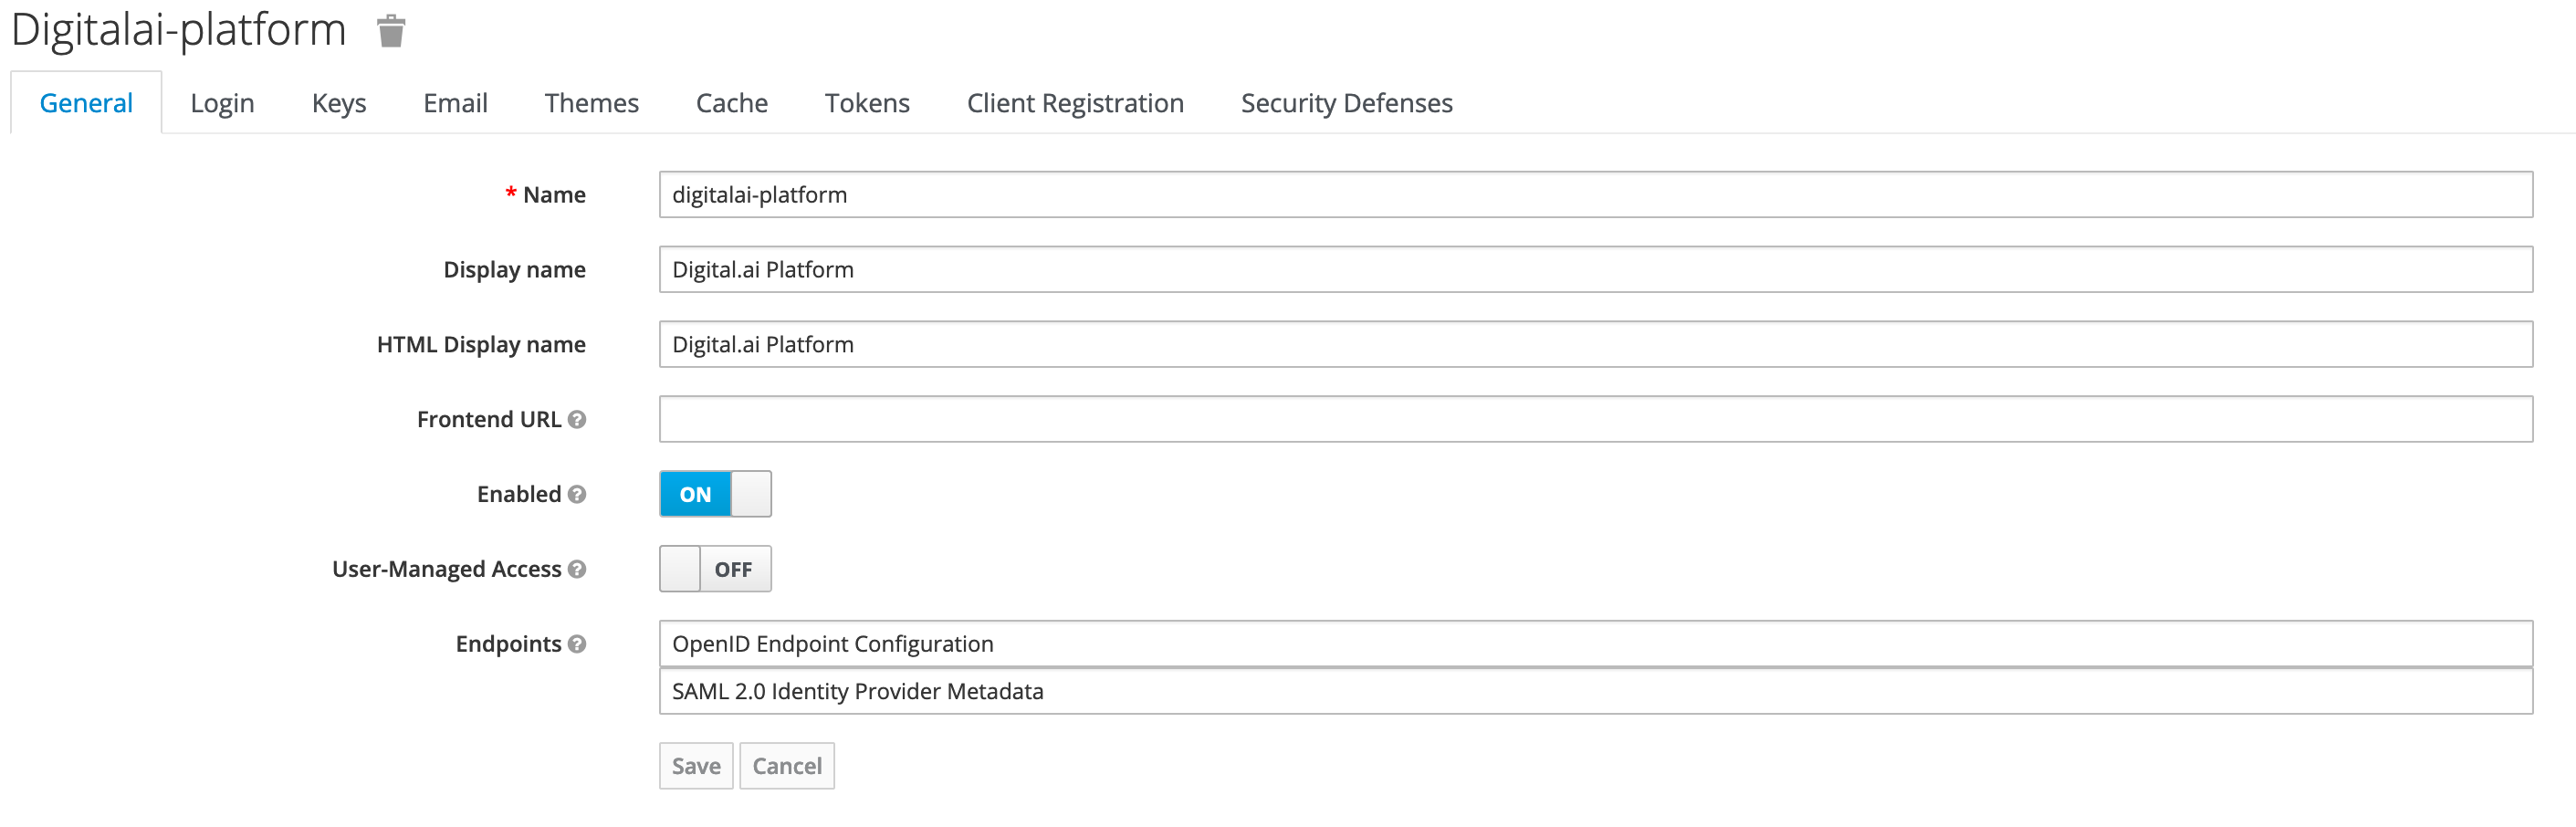 Digitalai-platform
General Login Keys Email Themes Cache Tokens Client Registration Security Defenses
* Name digitalai-platform
Display name Digital.ai Platform
HTML Display name Digital.ai Platform
Frontend URL
Enabled ON
User-Managed Access OFF
Endpoints OpenID Endpoint Configuration
SAML 2.0 Identity Provider Metadata
Save Cancel